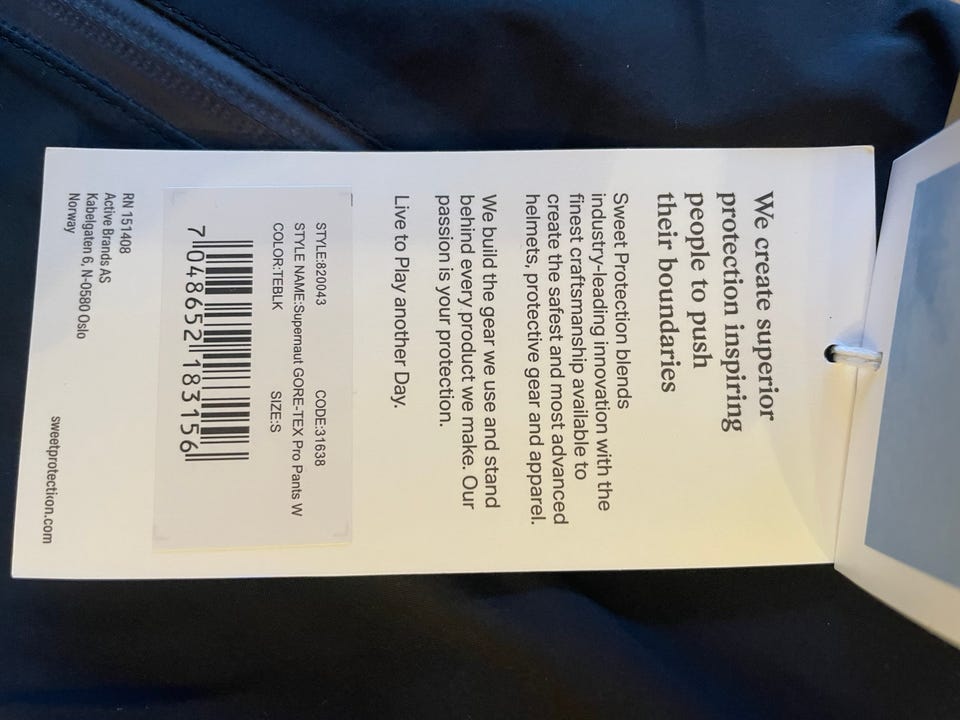 We create superior
protection inspiring
people to push
their boundaries
Sweet Protection blends
industry-leading innovation with the
finest craftsmanship available to
create the safest and most advanced
helmets, protective gear and apparel.
We build the gear we use and stand
behind every product we make. Our
passion is your protection.
Live to Play another Day.
STYLE:820043 CODE:31638
STYLE NAME:Supernaut GORE-TEX Pro Pants W
COLOR:TEBLK SIZE:S
7 048652 183156
RN 151408
Active Brands AS
Kabelgaten 6, N-0580 Oslo
Norway
sweetprotection.com